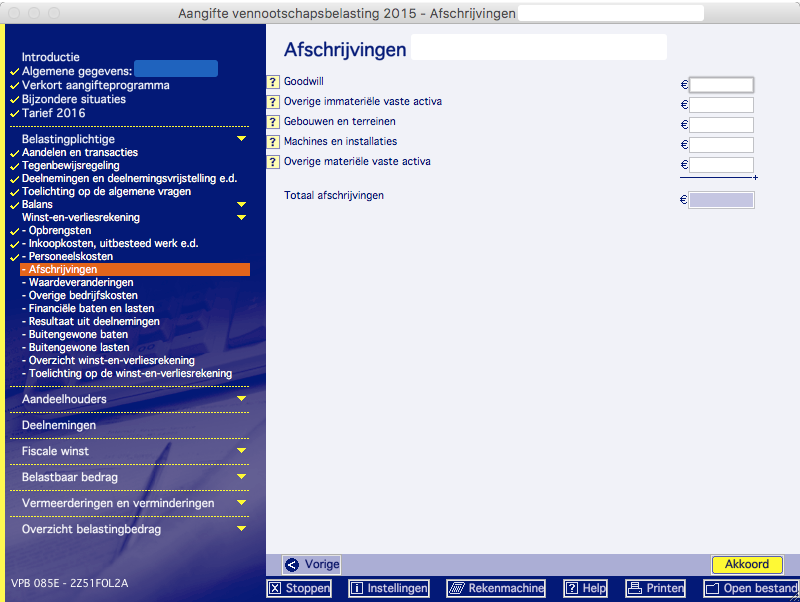 Aangifte vennootschapsbelasting 2015 - Afschrijvingen
Introductie
Algemene gegevens:
Verkort aangifteprogramma
Bijzondere situaties
Tarief 2016
Belastingplichtige
Aandelen en transacties
Tegenbewijsregeling
Deelnemingen en deelnemingsvrijstelling e.d.
Toelichting op de algemene vragen
Balans
Winst-en-verliesrekening
- Opbrengsten
- Inkoopkosten, uitbesteed werk e.d.
- Personeelskosten
- Afschrijvingen
- Waardeveranderingen
- Overige bedrijfskosten
- Financiële baten en lasten
- Resultaat uit deelnemingen
- Buitengewone baten
- Buitengewone lasten
- Overzicht winst-en-verliesrekening
- Toelichting op de winst-en-verliesrekening
Aandeelhouders
Deelnemingen
Fiscale winst
Belastbaar bedrag
Vermeerderingen en verminderingen
Overzicht belastingbedrag
VPB 085E - 2Z51FOL2A
Afschrijvingen
? Goodwill €
? Overige immateriële vaste activa €
? Gebouwen en terreinen €
? Machines en installaties €
? Overige materiële vaste activa €
+
Totaal afschrijvingen €
Vorige Akkoord
Stoppen Instellingen Rekenmachine Help Printen Open bestand